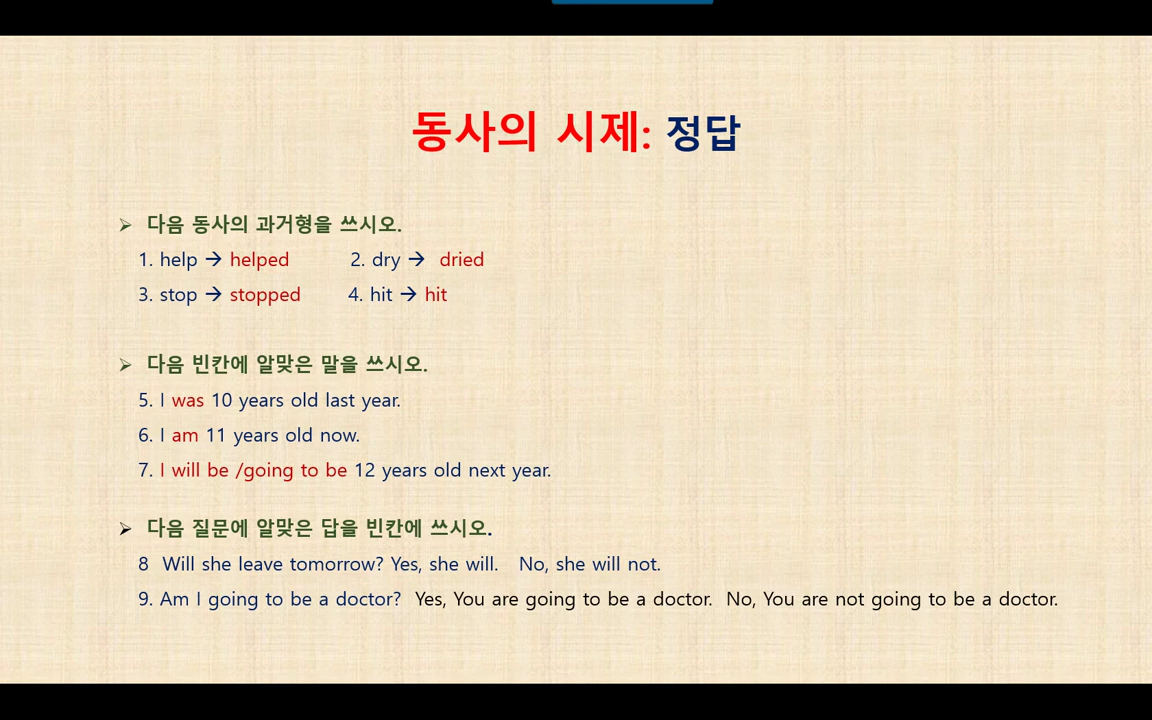 동사의 시제: 정답
➢ 다음 동사의 과거형을 쓰시오.
1. help → helped 2. dry → dried
3. stop → stopped 4. hit → hit
➢ 다음 빈칸에 알맞은 말을 쓰시오.
5. I was 10 years old last year.
6. I am 11 years old now.
7. I will be /going to be 12 years old next year.
➢ 다음 질문에 알맞은 답을 빈칸에 쓰시오.
8 Will she leave tomorrow? Yes, she will. No, she will not.
9. Am I going to be a doctor? Yes, You are going to be a doctor. No, You are not going to be a doctor.